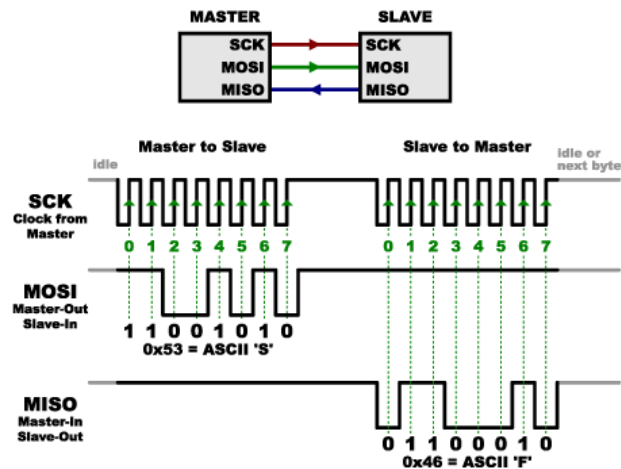 MASTER SLAVE
SCK SCK
MOSI MOSI
MISO MISO
Master to Slave Slave to Master
idle
idle or
next byte
SCK
Clock from
Master
0 1 2 3 4 5 6 7 0 1 2 3 4 5 6 7
MOSI
Master-Out
Slave-In
1 1 0 0 1 0 1 0
0x53 = ASCII 'S'
MISO
Master-In
Slave-Out
0 1 1 0 0 0 1 0
0x46 = ASCII 'F'